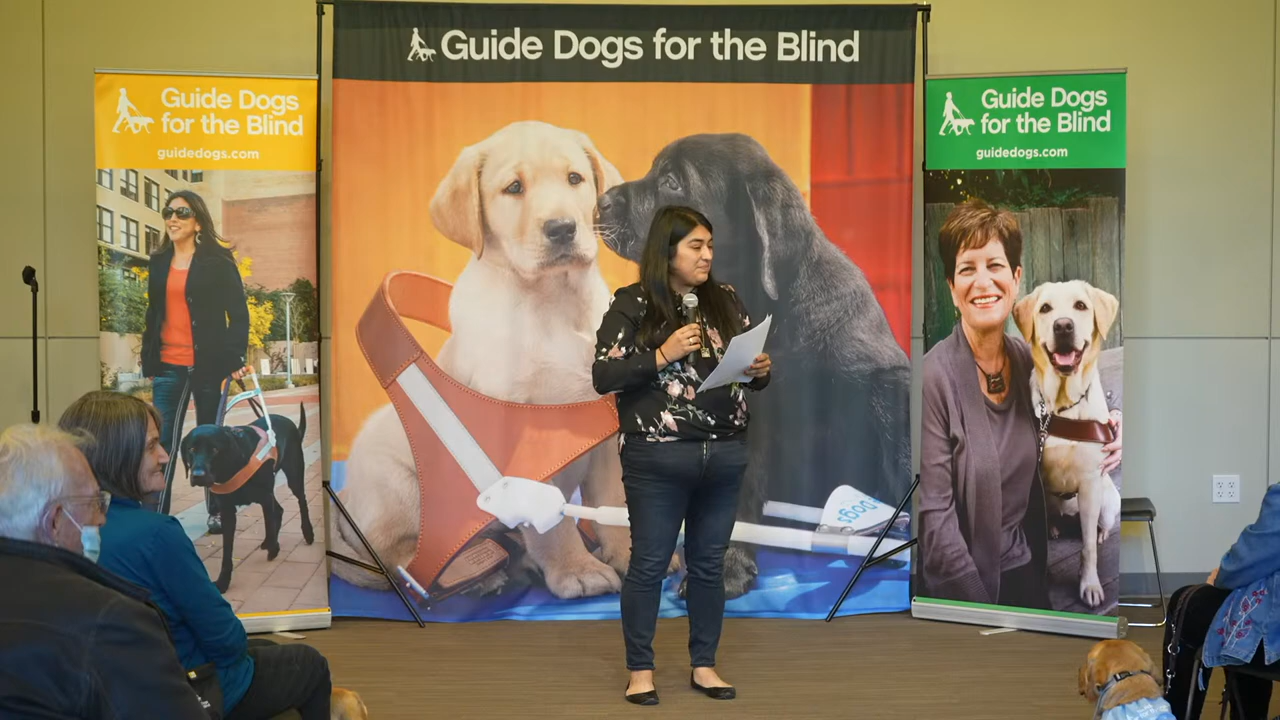 Guide Dogs for the Blind
Guide Dogs
for the Blind
guidedogs.com
Guide Dogs
for the Blind
guidedogs.com
Dogs